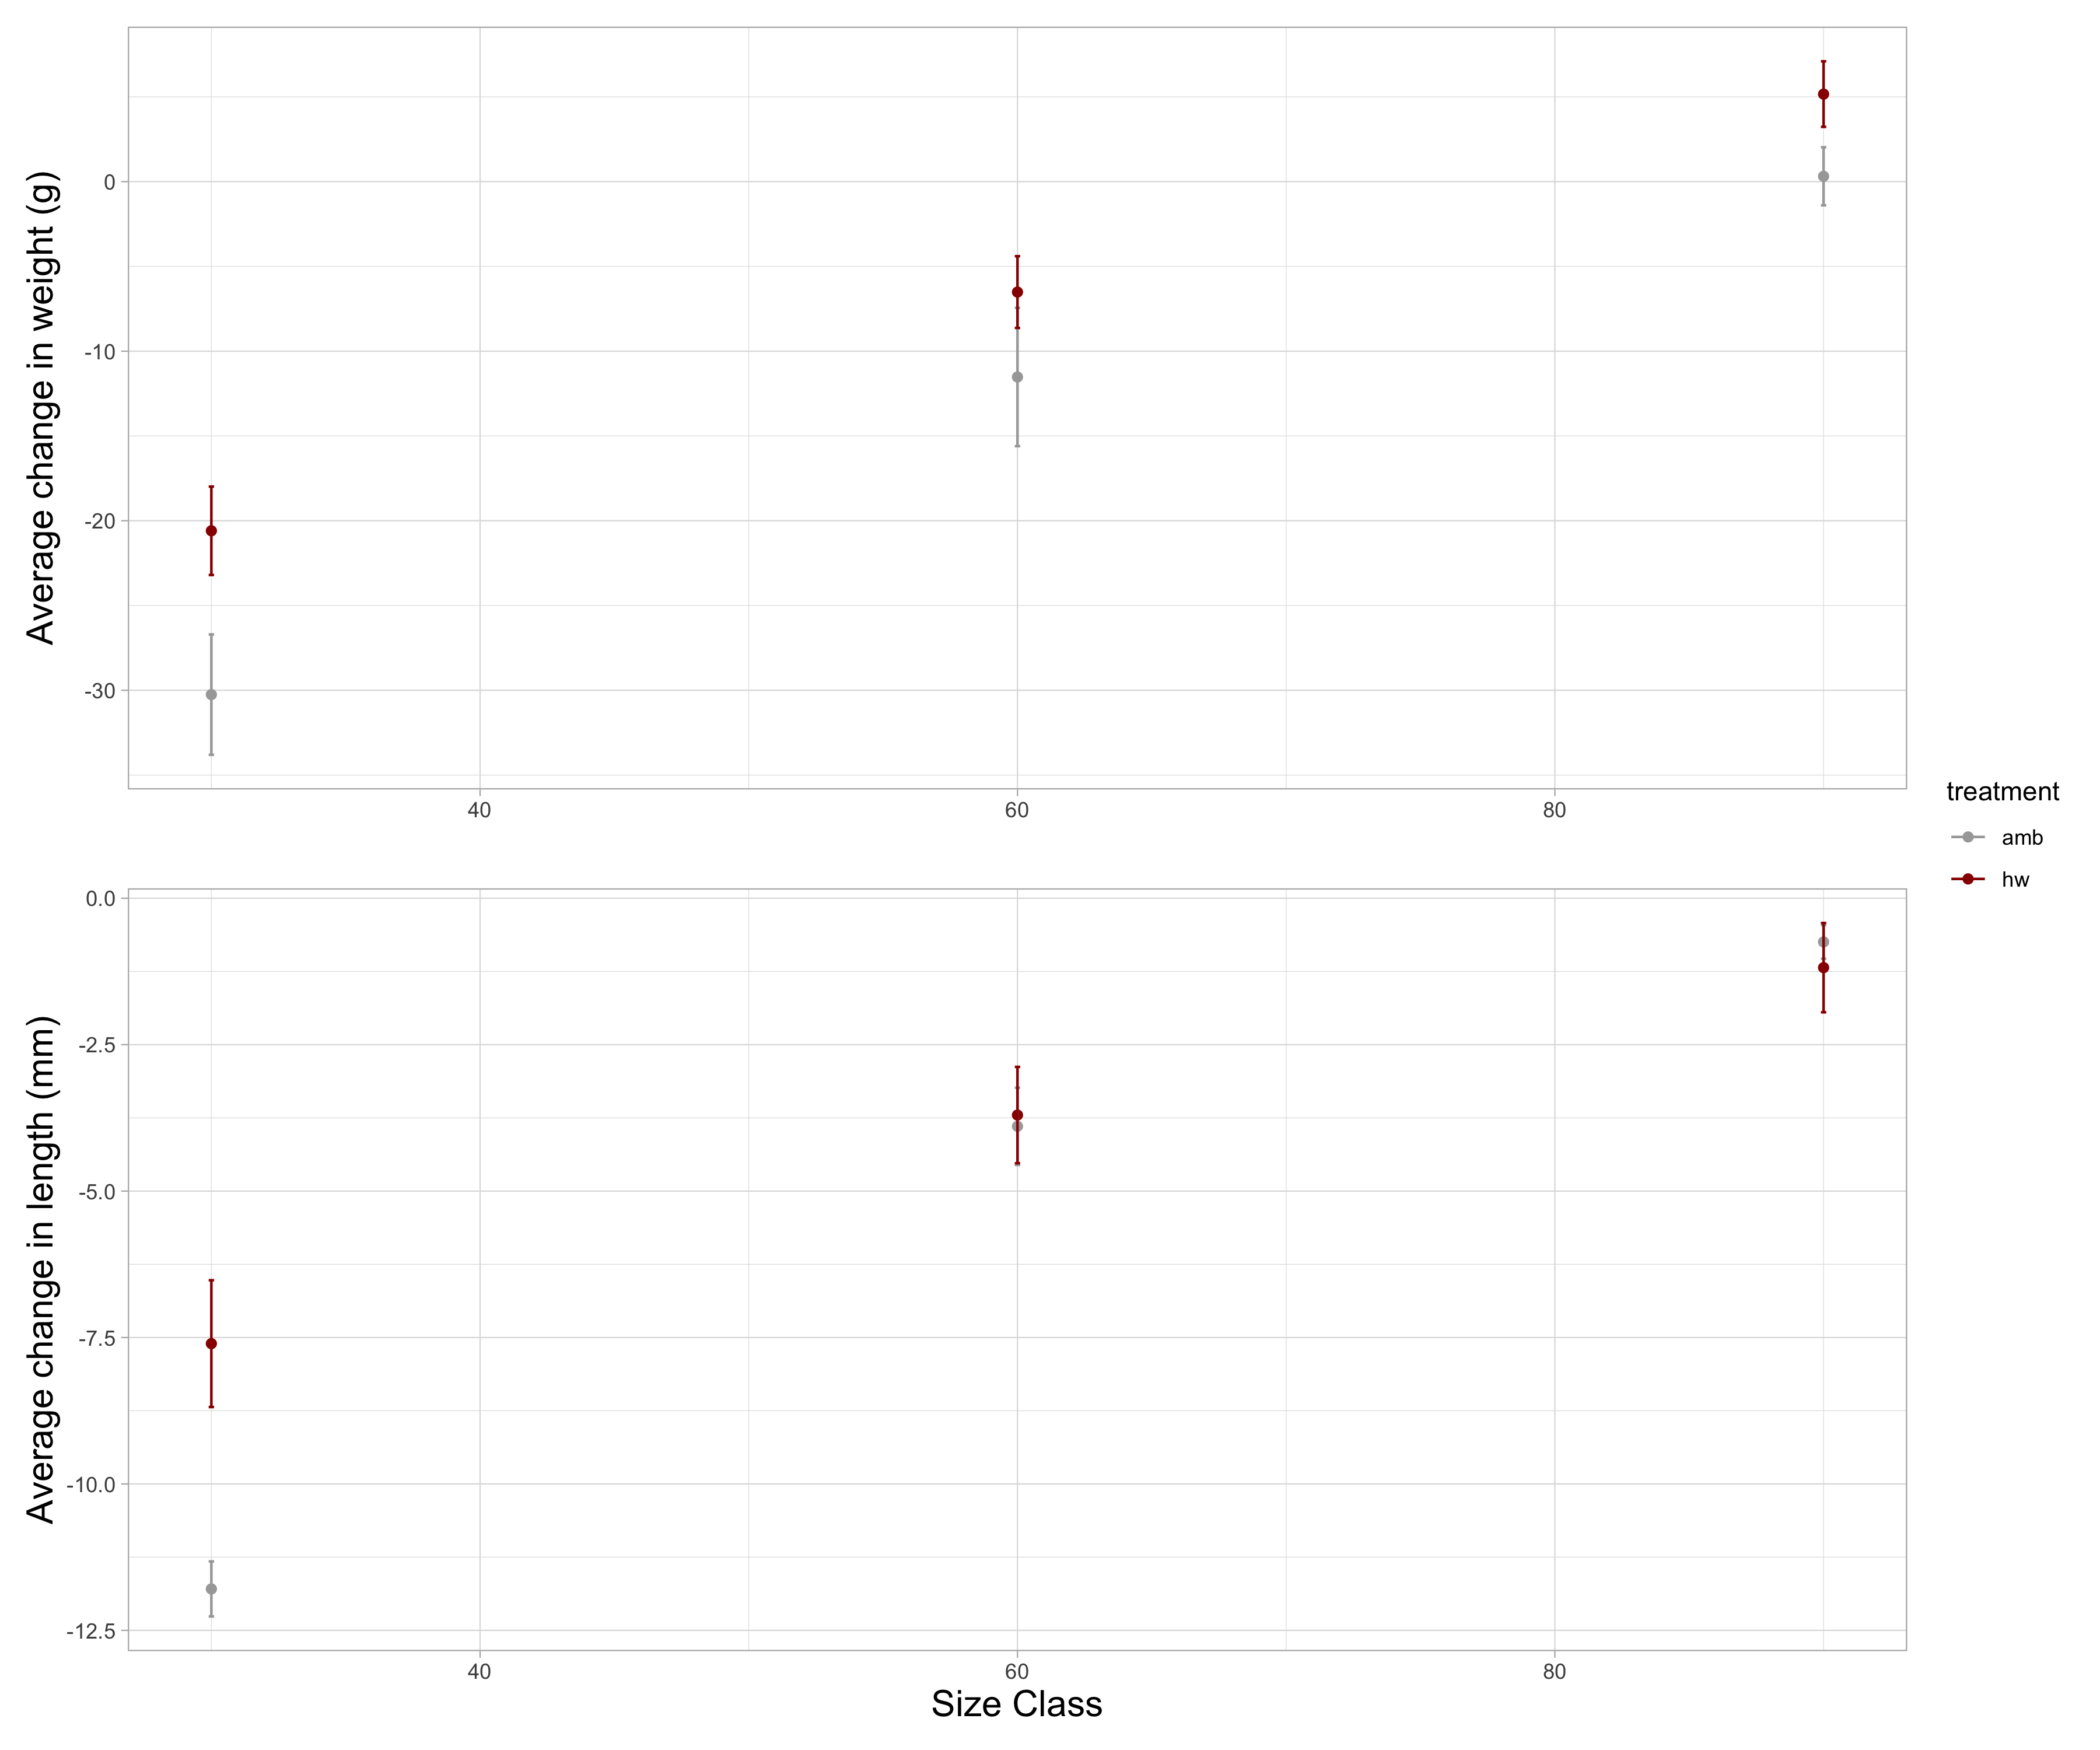 Average change in weight (g)
0
-10
-20
-30
40 60 80
Average change in length (mm)
0.0
-2.5
-5.0
-7.5
-10.0
-12.5
40 60 80
Size Class
treatment
amb
hw